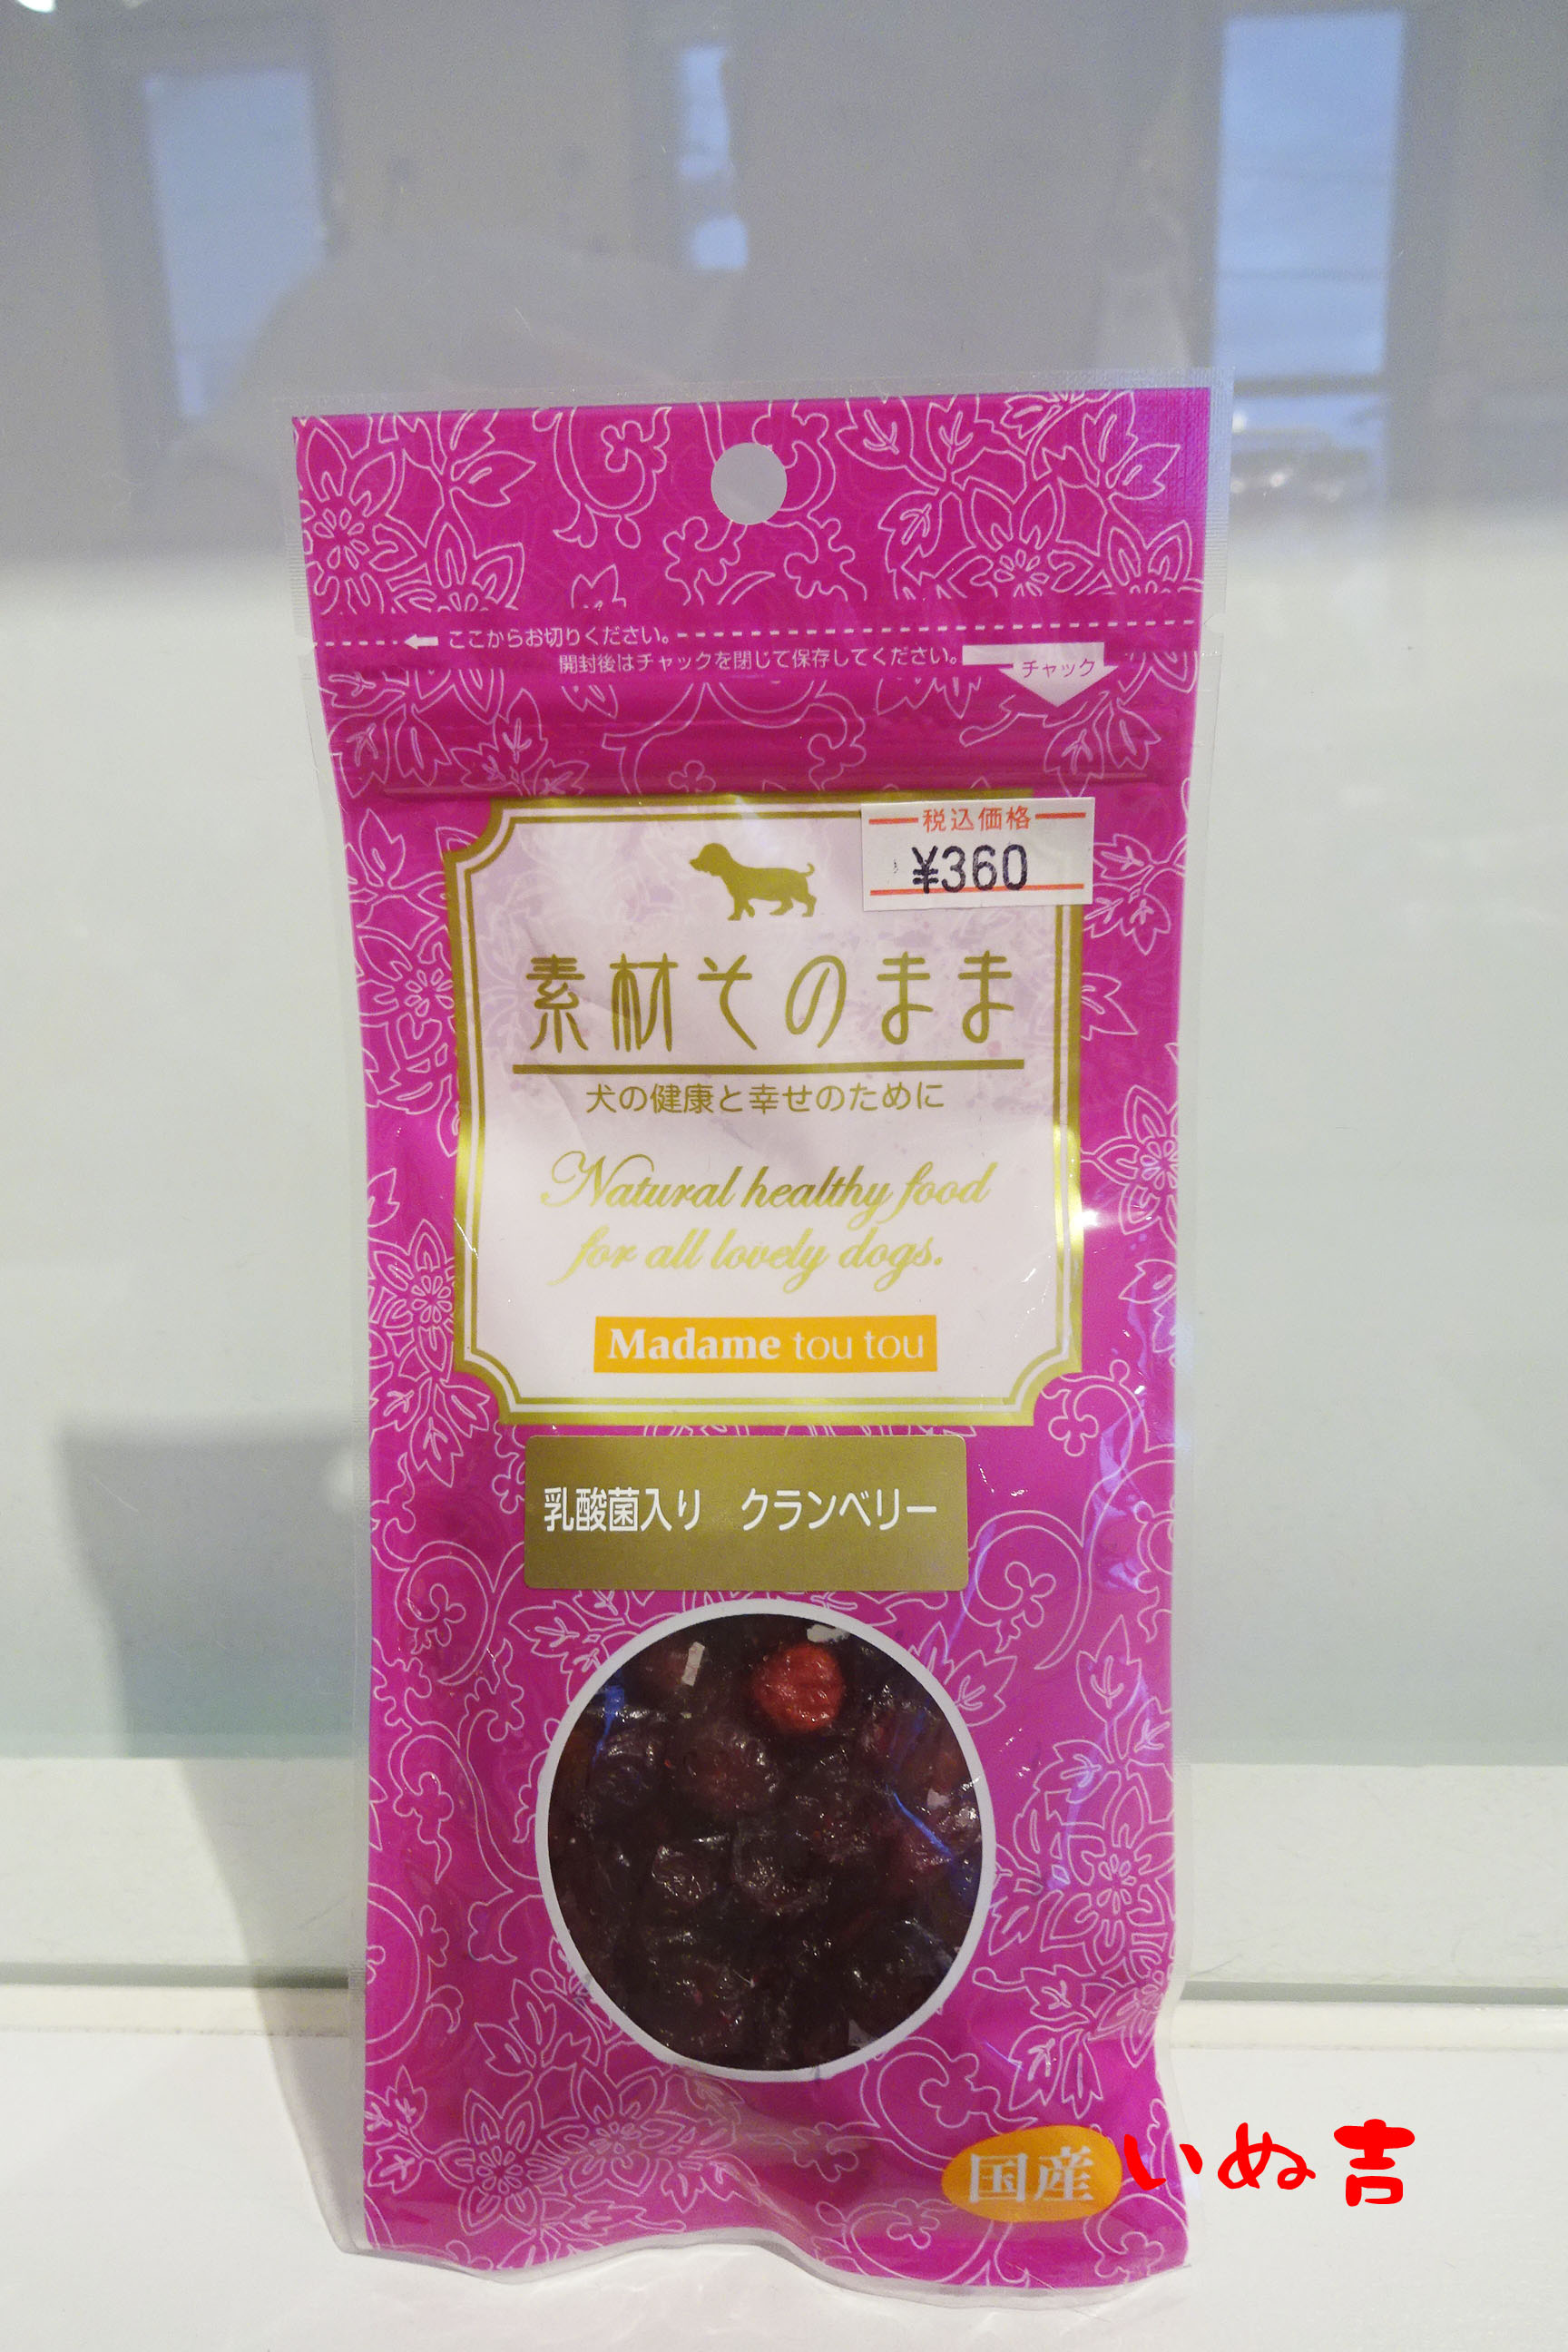 ここからお切りください。
開封後はチャックを閉じて保存してください。
チャック
税込価格
¥360
素材そのまま
犬の健康と幸せのために
Natural healthy food
for all lovely dogs.
Madame tou tou
乳酸菌入り クランベリー
国産
いぬ吉